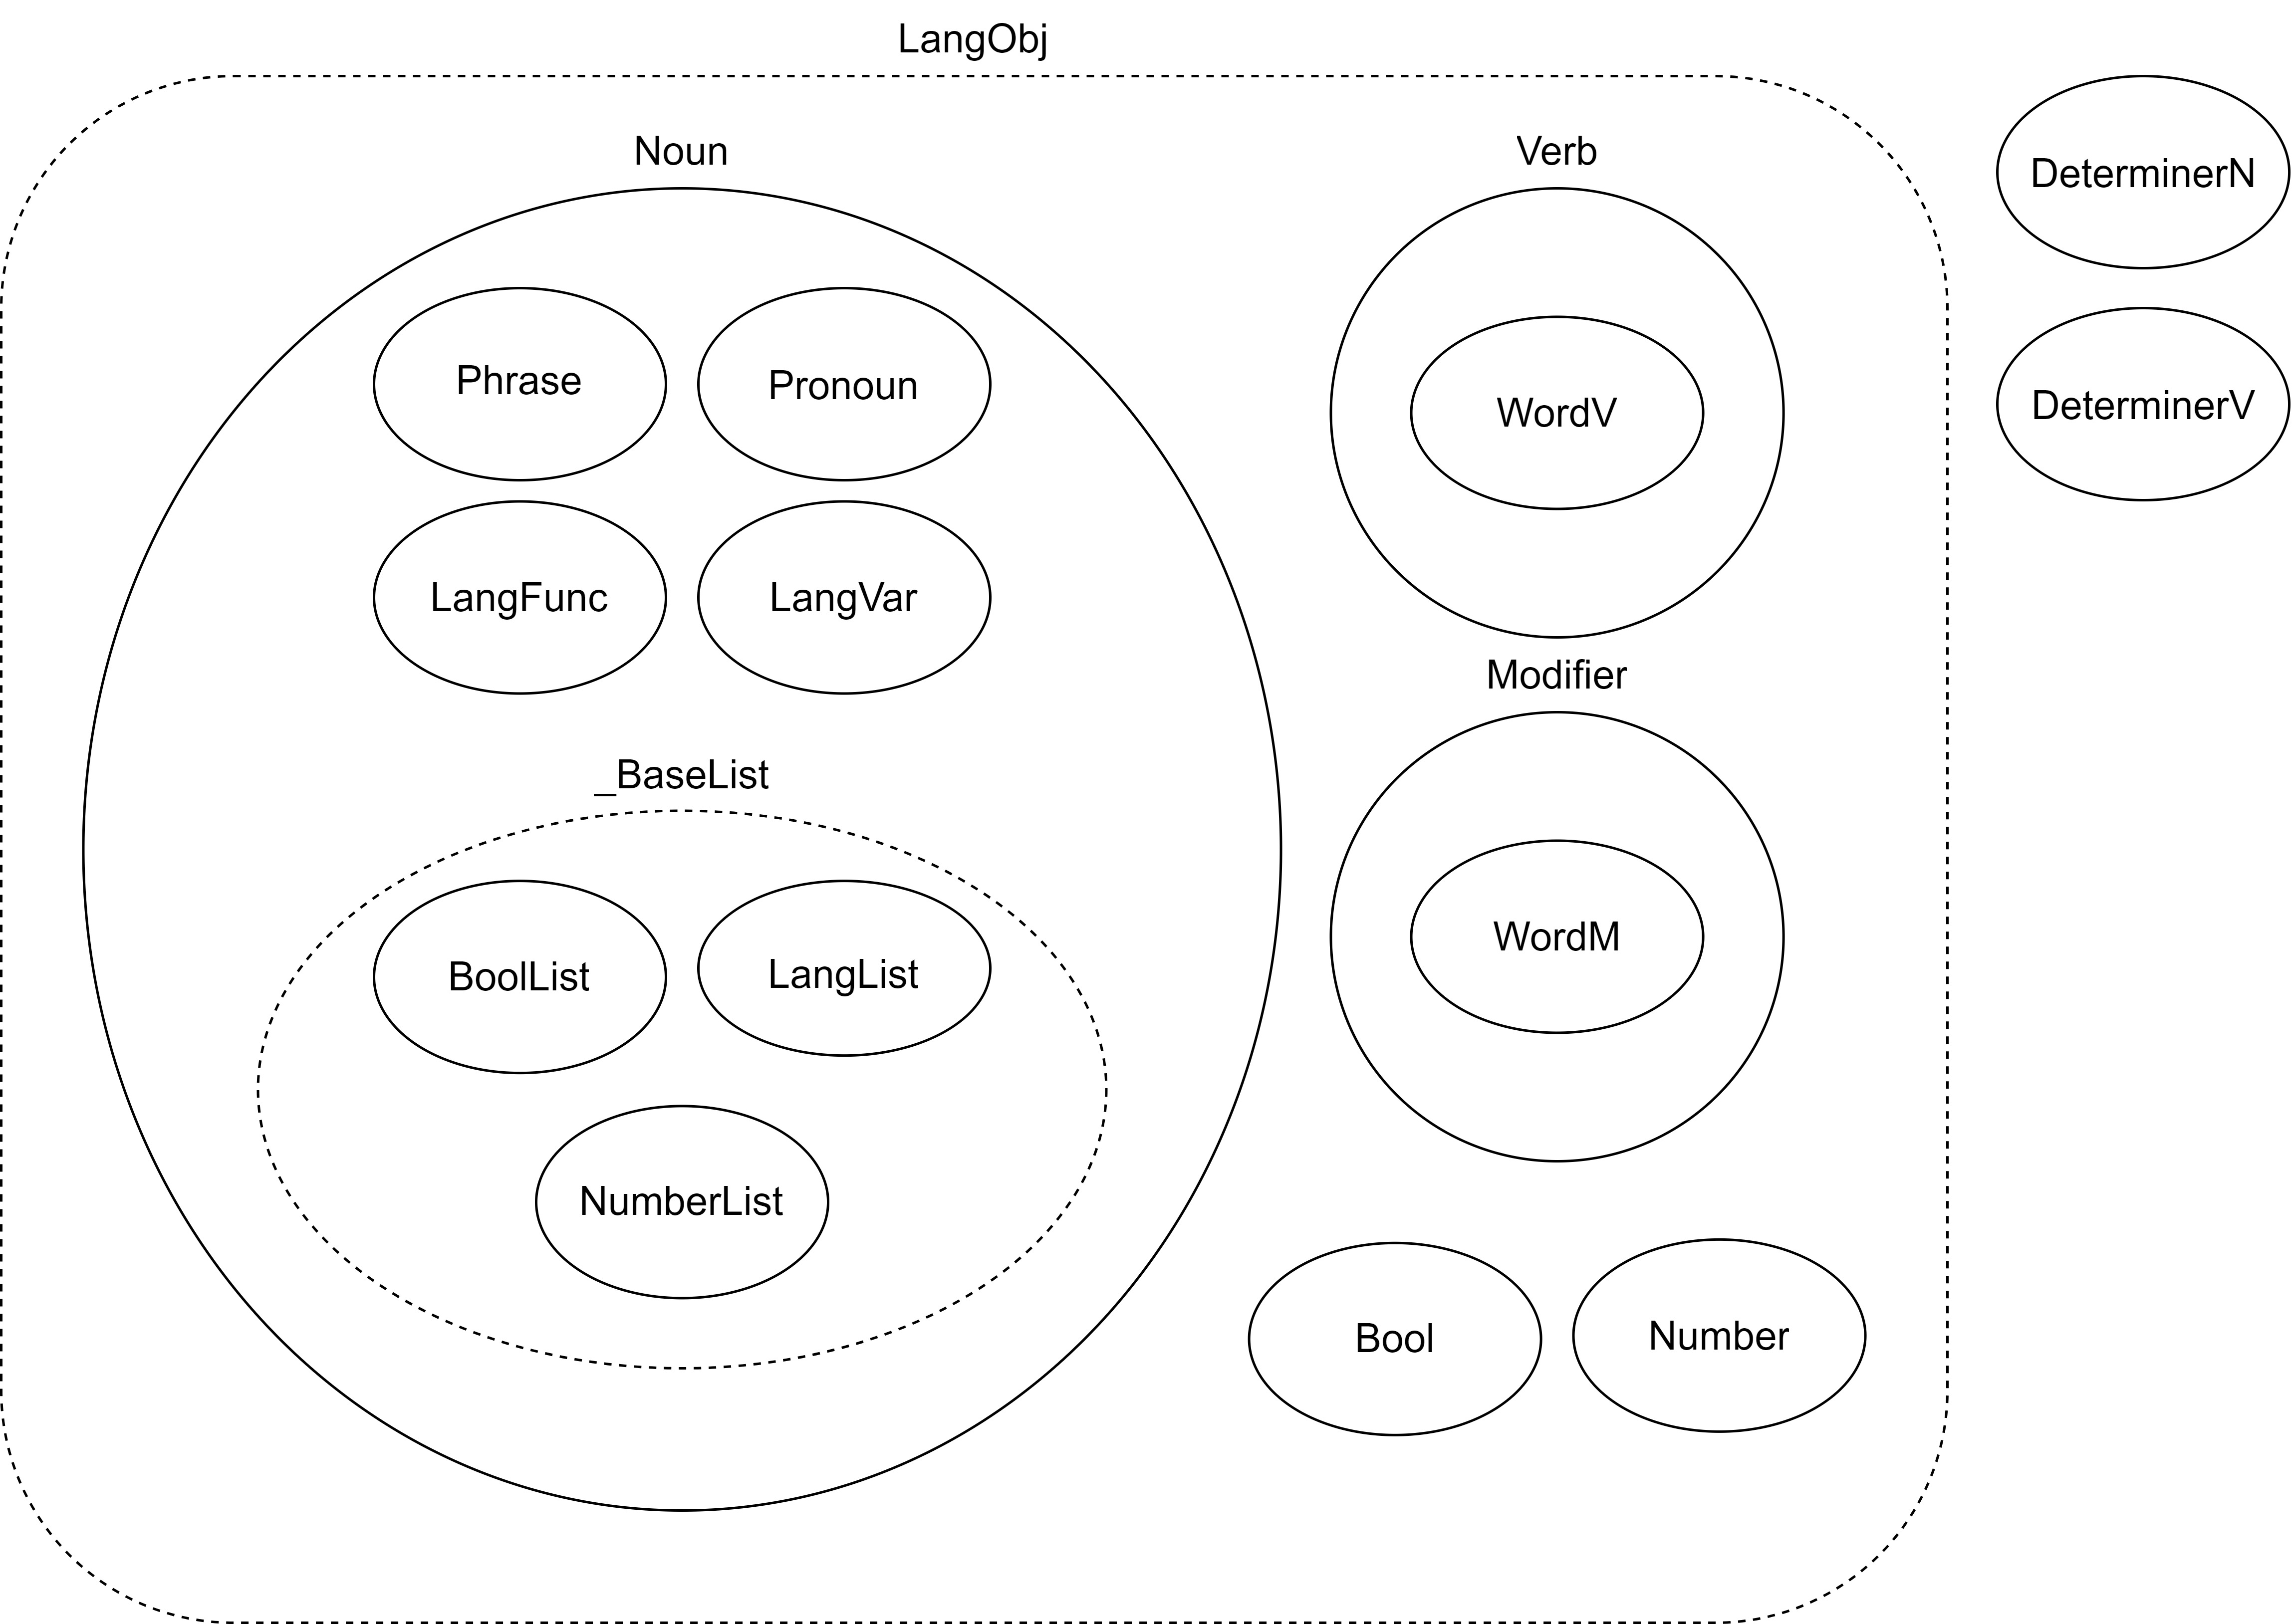 LangObj
Noun
Verb
DeterminerN
Phrase
Pronoun
WordV
DeterminerV
LangFunc
LangVar
Modifier
_BaseList
WordM
BoolList
LangList
NumberList
Bool
Number